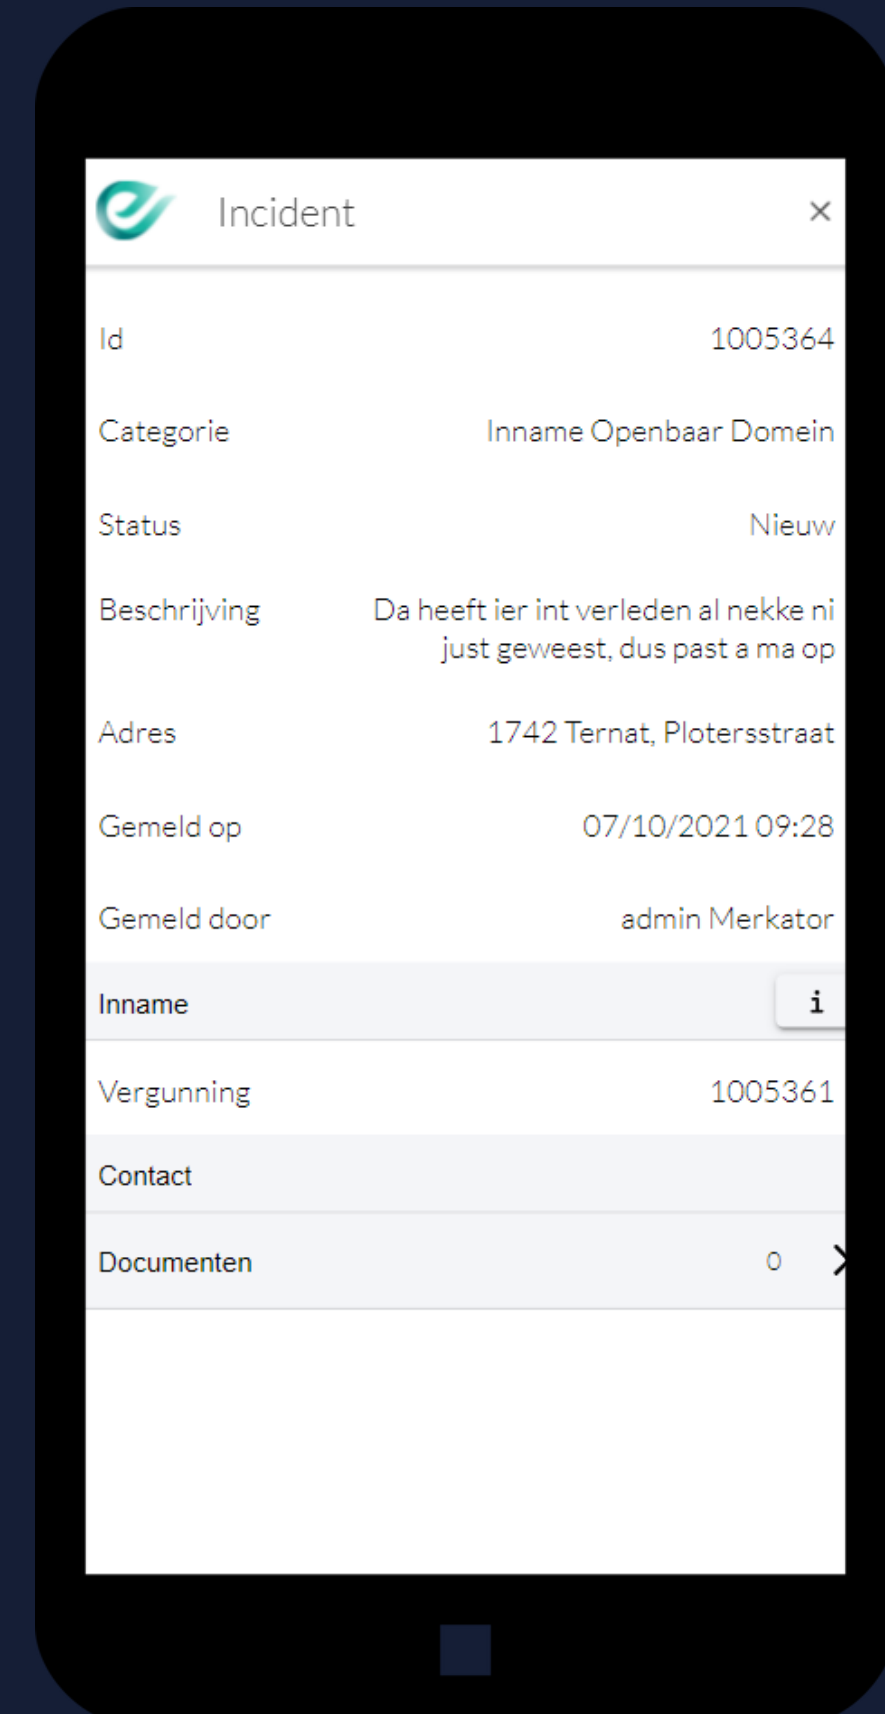 Incident ×
Id 1005364
Categorie Inname Openbaar Domein
Status Nieuw
Beschrijving Da heeft ier int verleden al nekke ni
just geweest, dus past a ma op
Adres 1742 Ternat, Plotersstraat
Gemeld op 07/10/2021 09:28
Gemeld door admin Merkator
Inname i
Vergunning 1005361
Contact
Documenten 0